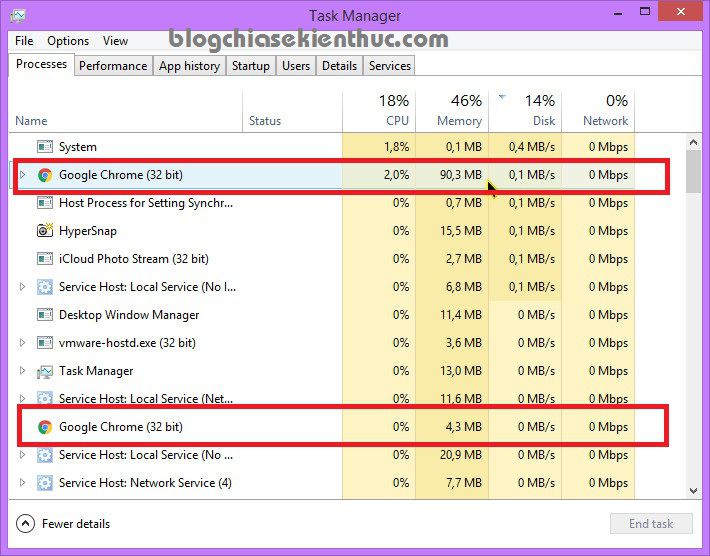 Task Manager
File Options View
blogchiasekienthuc.com
Processes Performance App history Startup Users Details Services
18% 46% 14% 0%
Name Status CPU Memory Disk Network
System 1,8% 0,1 MB 0,4 MB/s 0 Mbps
Google Chrome (32 bit) 2,0% 90,3 MB 0,1 MB/s 0 Mbps
Host Process for Setting Synchr... 0% 0,7 MB 0,1 MB/s 0 Mbps
HyperSnap 0% 15,5 MB 0,1 MB/s 0 Mbps
iCloud Photo Stream (32 bit) 0% 2,7 MB 0,1 MB/s 0 Mbps
Service Host: Local Service (No I... 0% 6,8 MB 0,1 MB/s 0 Mbps
Desktop Window Manager 0% 11,4 MB 0 MB/s 0 Mbps
vmware-hostd.exe (32 bit) 0% 3,6 MB 0 MB/s 0 Mbps
Task Manager 0% 13,0 MB 0 MB/s 0 Mbps
Service Host: Local Service (Net... 0% 11,6 MB 0 MB/s 0 Mbps
Google Chrome (32 bit) 0% 4,3 MB 0 MB/s 0 Mbps
Service Host: Local Service (No ... 0% 20,9 MB 0 MB/s 0 Mbps
Service Host: Network Service (4) 0% 7,7 MB 0 MB/s 0 Mbps
Fewer details End task